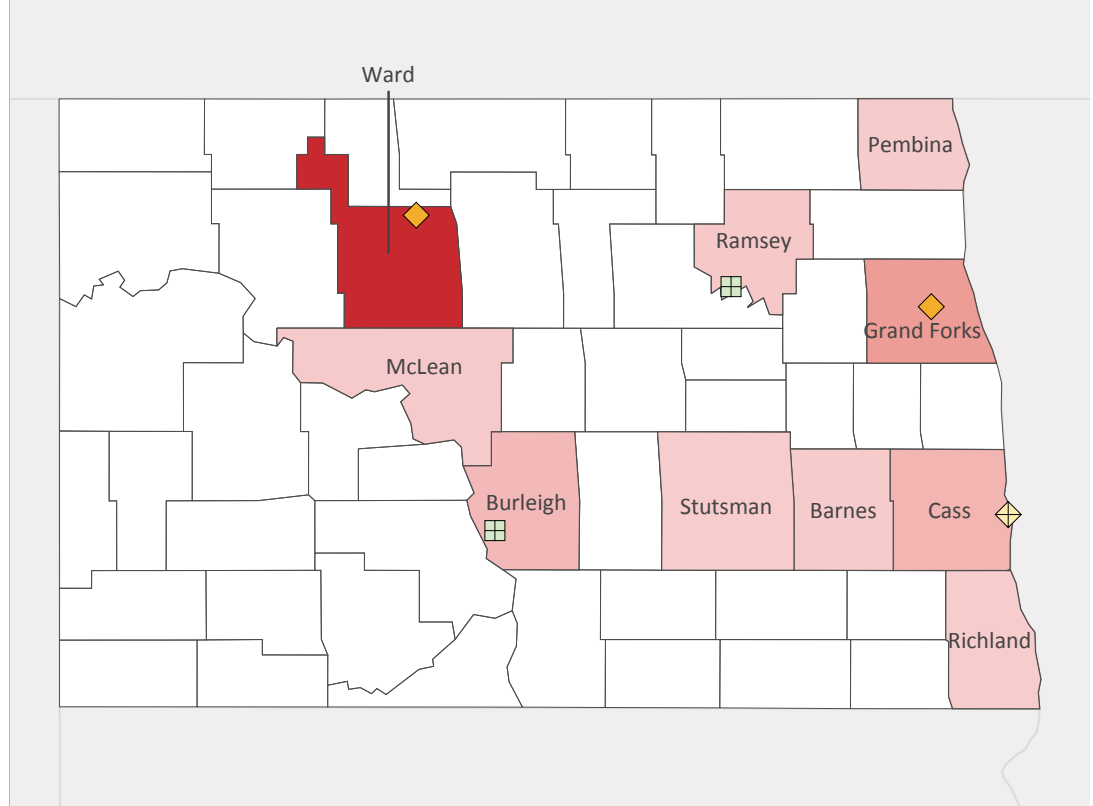 Ward
Pembina
Ramsey
Grand Forks
McLean
Burleigh
Stutsman
Barnes
Cass
Richland